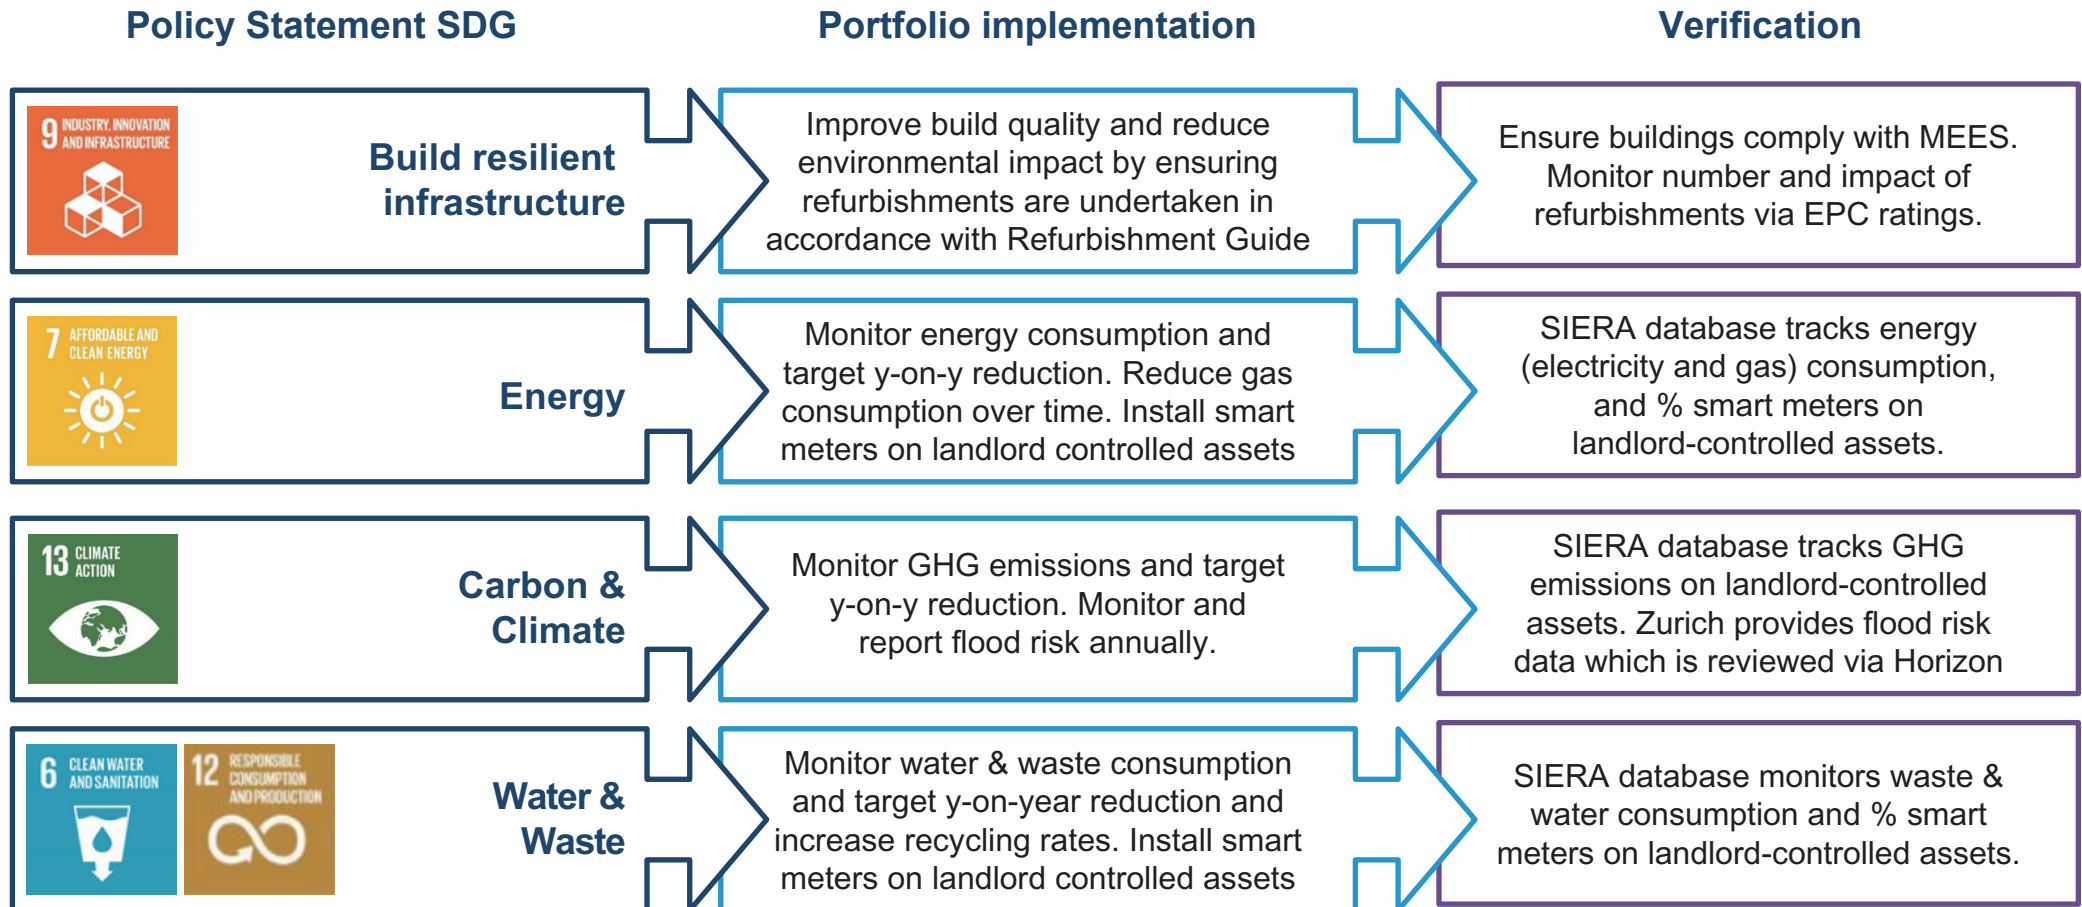 Policy Statement SDG
Portfolio implementation
Verification
9 INDUSTRY, INNOVATION
AND INFRASTRUCTURE
Build resilient
infrastructure
Improve build quality and reduce
environmental impact by ensuring
refurbishments are undertaken in
accordance with Refurbishment Guide
Ensure buildings comply with MEES.
Monitor number and impact of
refurbishments via EPC ratings.
7 AFFORDABLE AND
CLEAN ENERGY
Energy
Monitor energy consumption and
target y-on-y reduction. Reduce gas
consumption over time. Install smart
meters on landlord controlled assets
SIERA database tracks energy
(electricity and gas) consumption,
and % smart meters on
landlord-controlled assets.
13 CLIMATE
ACTION
Carbon &
Climate
Monitor GHG emissions and target
y-on-y reduction. Monitor and
report flood risk annually.
SIERA database tracks GHG
emissions on landlord-controlled
assets. Zurich provides flood risk
data which is reviewed via Horizon
6 CLEAN WATER
AND SANITATION
12 RESPONSIBLE
CONSUMPTION
AND PRODUCTION
Water &
Waste
Monitor water & waste consumption
and target y-on-year reduction and
increase recycling rates. Install smart
meters on landlord controlled assets
SIERA database monitors waste &
water consumption and % smart
meters on landlord-controlled assets.